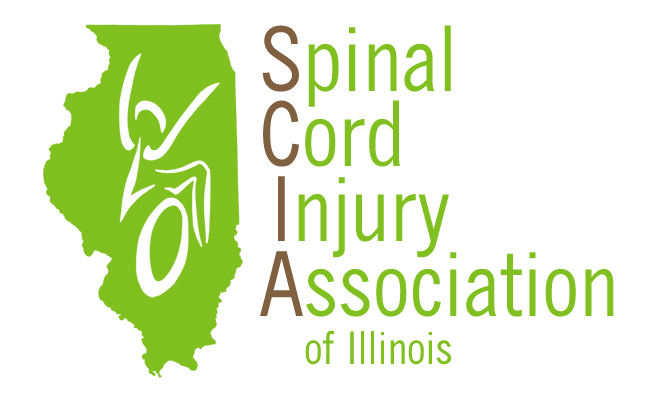 Spinal
Cord
Injury
Association
of Illinois